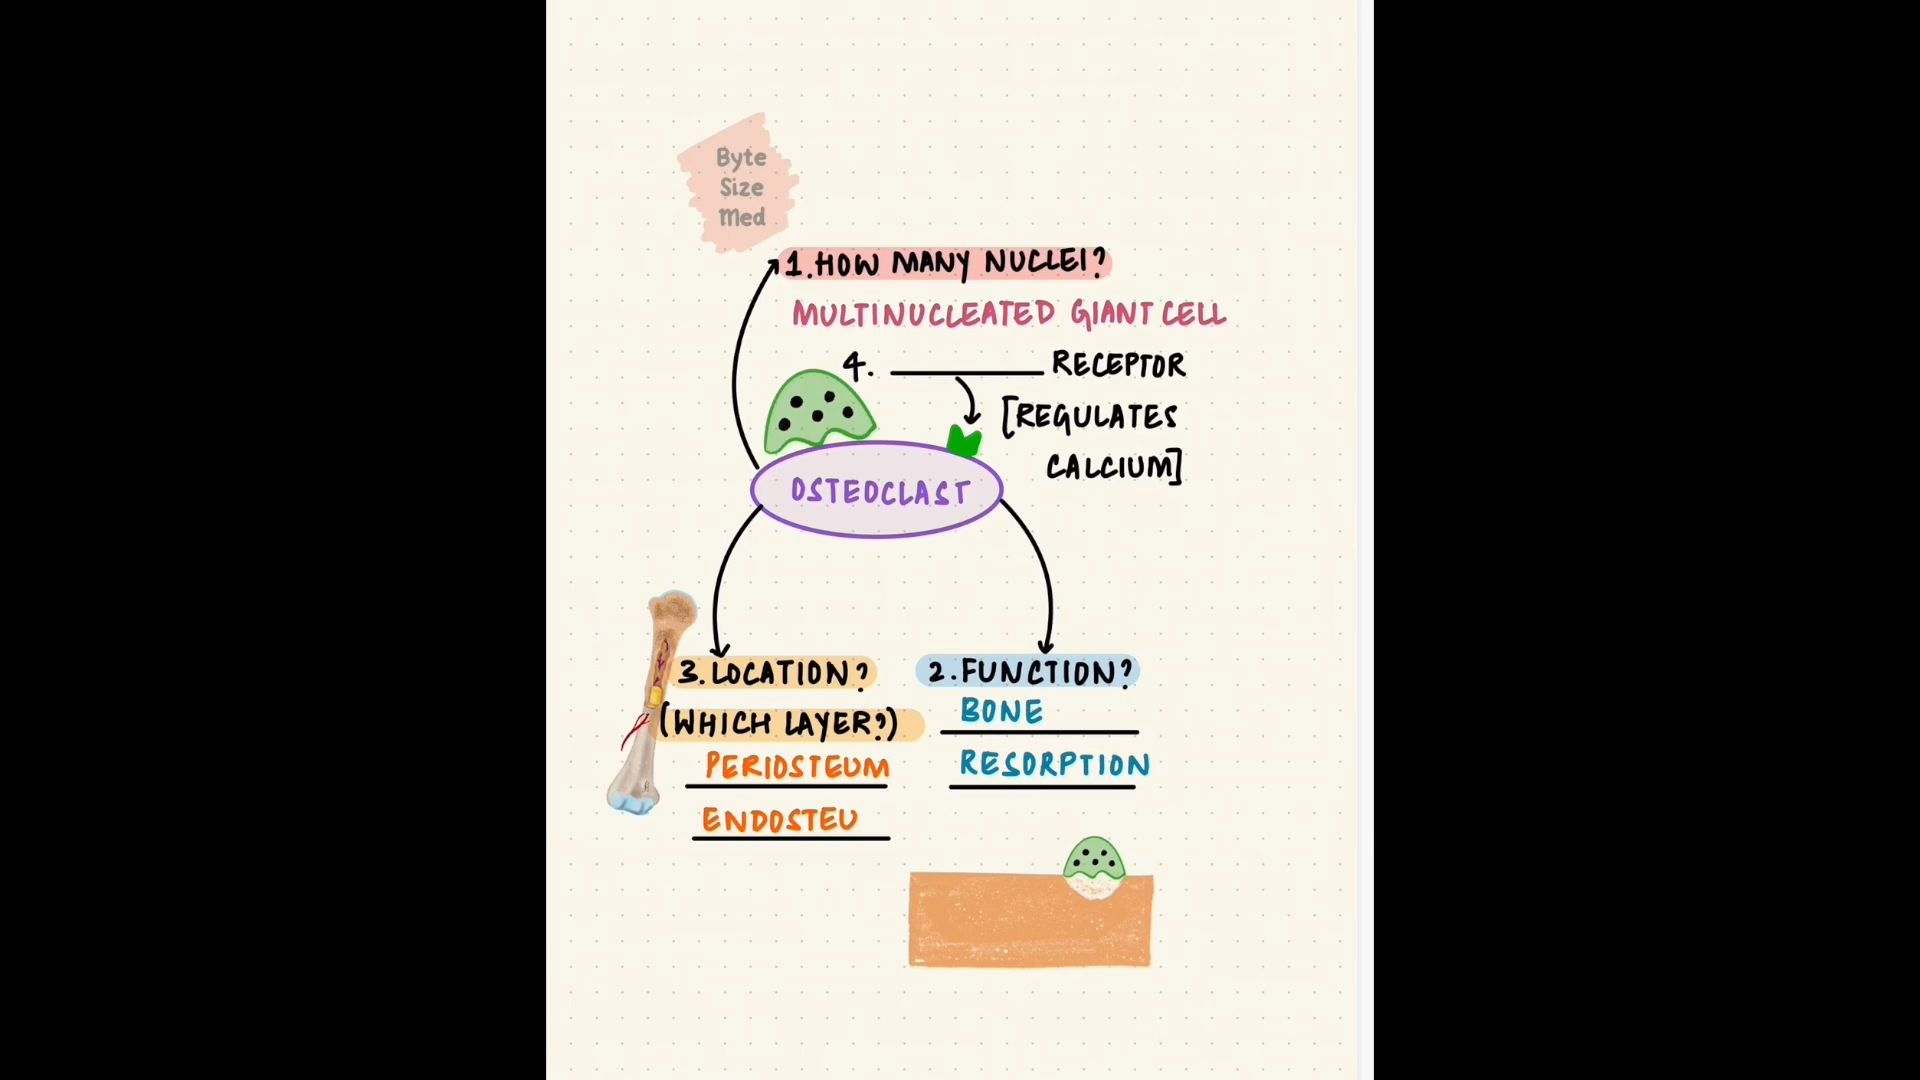 Byte
Size
Med
1. HOW MANY NUCLEI?
MULTINUCLEATED GIANT CELL
4. ________ RECEPTOR
[REGULATES
CALCIUM]
OSTEOCLAST
3. LOCATION?
(WHICH LAYER?)
PERIOSTEUM
ENDOSTEU
2. FUNCTION?
BONE
RESORPTION